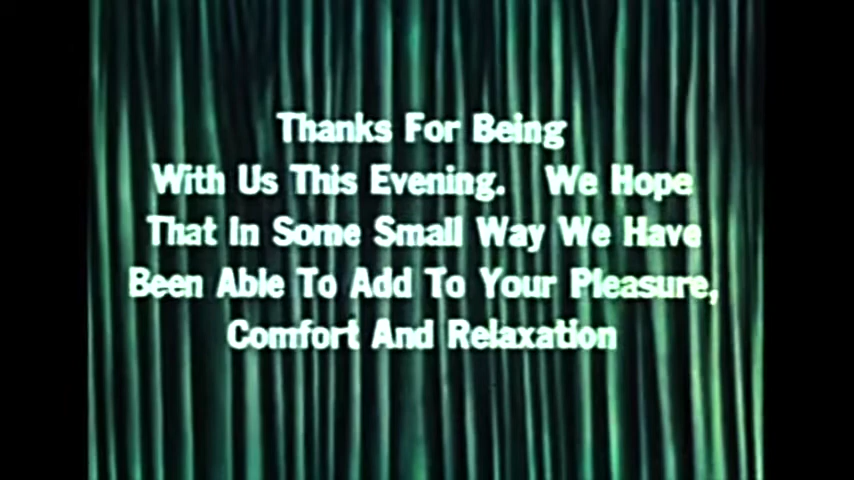 Thanks For Being
With Us This Evening. We Hope
That In Some Small Way We Have
Been Able To Add To Your Pleasure,
Comfort And Relaxation